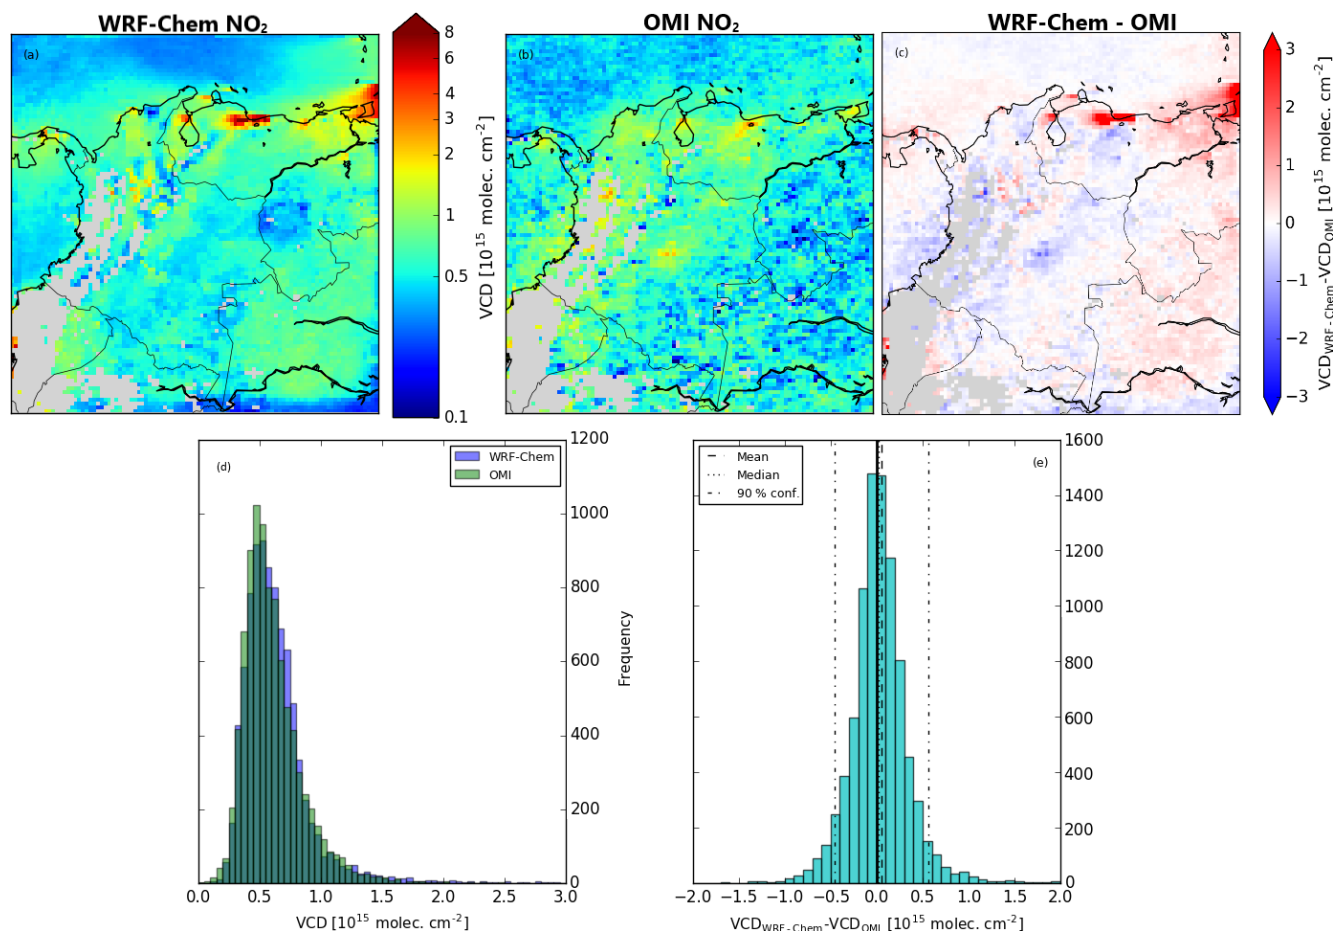 WRF-Chem NO₂
OMI NO₂
WRF-Chem - OMI
(a)
8
6
4
3
2
1
0.5
0.1
VCD [10¹⁵ molec. cm⁻²]
(b)
(c)
3
2
1
0
−1
−2
−3
VCD_WRF-Chem-VCD_OMI [10¹⁵ molec. cm⁻²]
(d)
WRF-Chem
OMI
1200
1000
800
600
400
200
0
Frequency
0.0 0.5 1.0 1.5 2.0 2.5 3.0
VCD [10¹⁵ molec. cm⁻²]
Mean
Median
90 % conf.
(e)
1600
1400
1200
1000
800
600
400
200
0
−2.0 −1.5 −1.0 −0.5 0.0 0.5 1.0 1.5 2.0
VCD_WRF-Chem-VCD_OMI [10¹⁵ molec. cm⁻²]